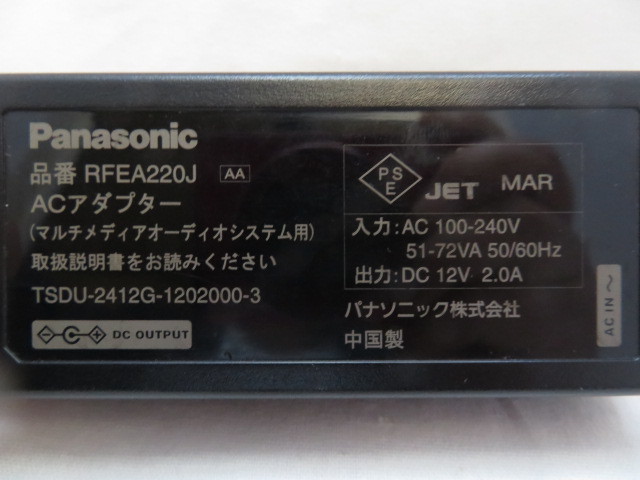 Panasonic
品番 RFEA220J AA
ACアダプター
(マルチメディアオーディオシステム用)
取扱説明書をお読みください
TSDU-2412G-1202000-3
DC OUTPUT
PSE JET MAR
入力:AC 100-240V
51-72VA 50/60Hz
出力:DC 12V 2.0A
パナソニック株式会社
中国製
AC IN ~